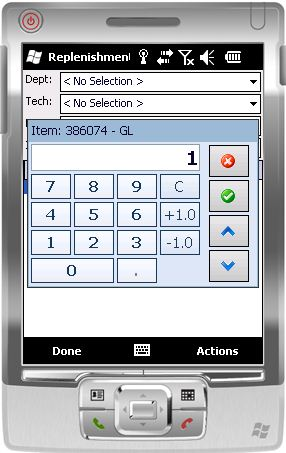 Replenishment
Dept: < No Selection >
Tech: < No Selection >
Item: 386074 - GL
1
7 8 9 C
4 5 6 +1.0
1 2 3 -1.0
0 ,
Done Actions